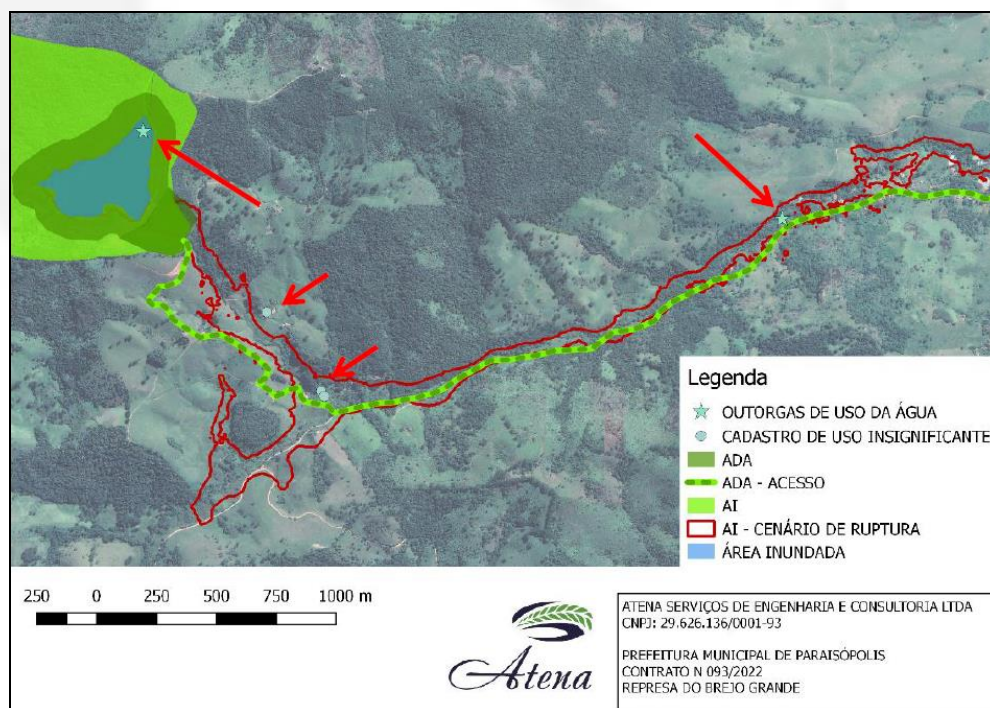 Legenda
OUTORGAS DE USO DA ÁGUA
CADASTRO DE USO INSIGNIFICANTE
ADA
ADA - ACESSO
AI
AI - CENÁRIO DE RUPTURA
ÁREA INUNDADA
250 0 250 500 750 1000 m
Atena
ATENA SERVIÇOS DE ENGENHARIA E CONSULTORIA LTDA
CNPJ: 29.626.136/0001-93
PREFEITURA MUNICIPAL DE PARAISÓPOLIS
CONTRATO N 093/2022
REPRESA DO BREJO GRANDE